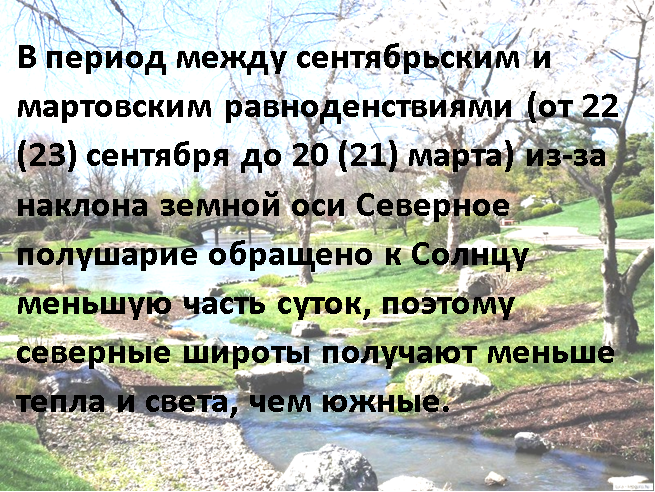 В период между сентябрьским и
мартовским равноденствиями (от 22
(23) сентября до 20 (21) марта) из-за
наклона земной оси Северное
полушарие обращено к Солнцу
меньшую часть суток, поэтому
северные широты получают меньше
тепла и света, чем южные.